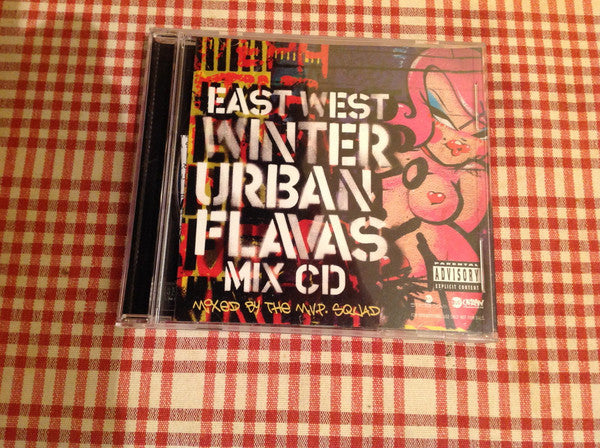 EAST WEST
WINTER
URBAN
FLAVAS
MIX CD
MIXED BY THE M.V.P. SQUAD
PARENTAL
ADVISORY
EXPLICIT CONTENT